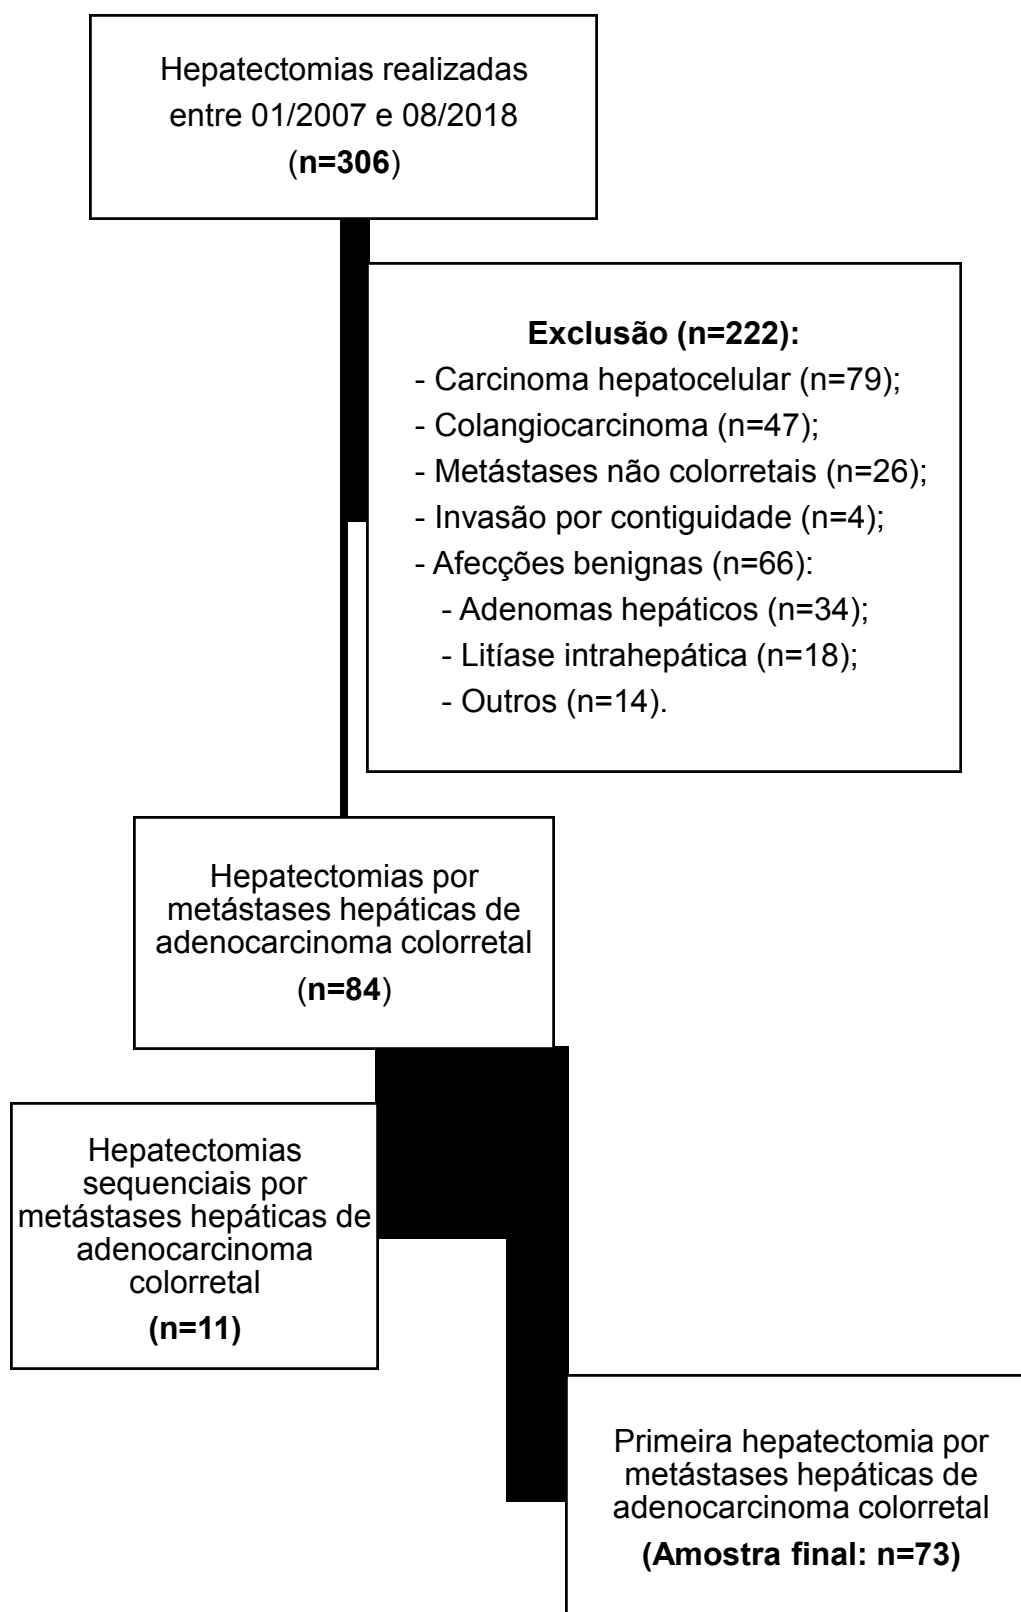 Hepatectomias realizadas
entre 01/2007 e 08/2018
(n=306)
Exclusão (n=222):
- Carcinoma hepatocelular (n=79);
- Colangiocarcinoma (n=47);
- Metástases não colorretais (n=26);
- Invasão por contiguidade (n=4);
- Afecções benignas (n=66):
- Adenomas hepáticos (n=34);
- Litíase intrahepática (n=18);
- Outros (n=14).
Hepatectomias por
metástases hepáticas de
adenocarcinoma colorretal
(n=84)
Hepatectomias
sequenciais por
metástases hepáticas de
adenocarcinoma
colorretal
(n=11)
Primeira hepatectomia por
metástases hepáticas de
adenocarcinoma colorretal
(Amostra final: n=73)